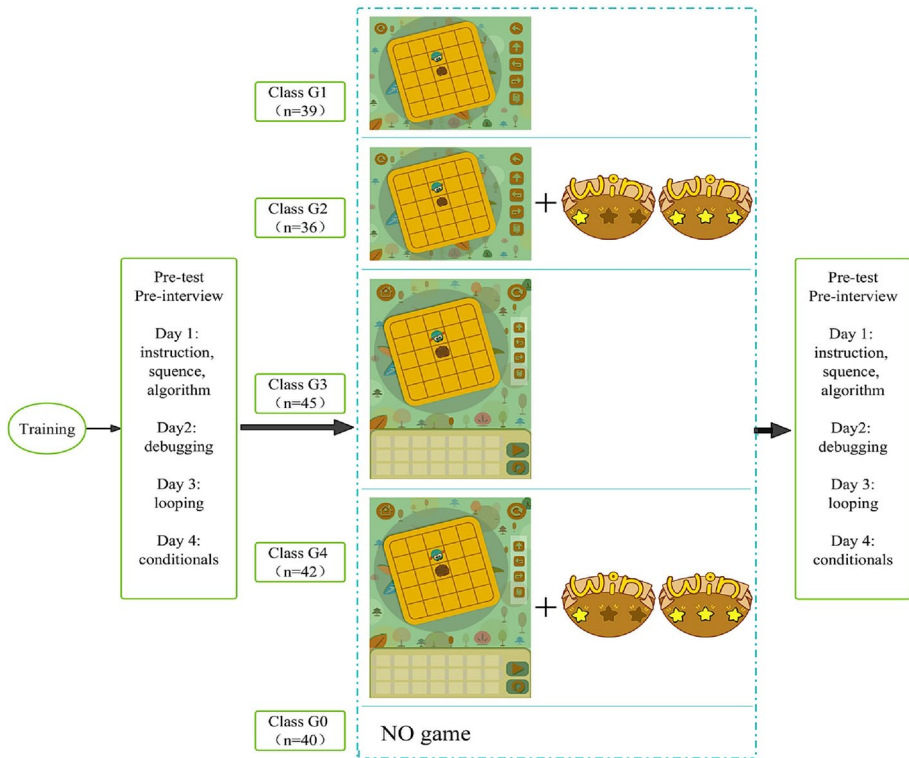 Training
Pre-test
Pre-interview
Day 1:
instruction,
squence,
algorithm
Day2:
debugging
Day 3:
looping
Day 4:
conditionals
Class G1
（n=39）
Class G2
（n=36）
+
win
win
Class G3
（n=45）
Class G4
（n=42）
+
win
win
Class G0
（n=40）
NO game
Pre-test
Pre-interview
Day 1:
instruction,
squence,
algorithm
Day2:
debugging
Day 3:
looping
Day 4:
conditionals